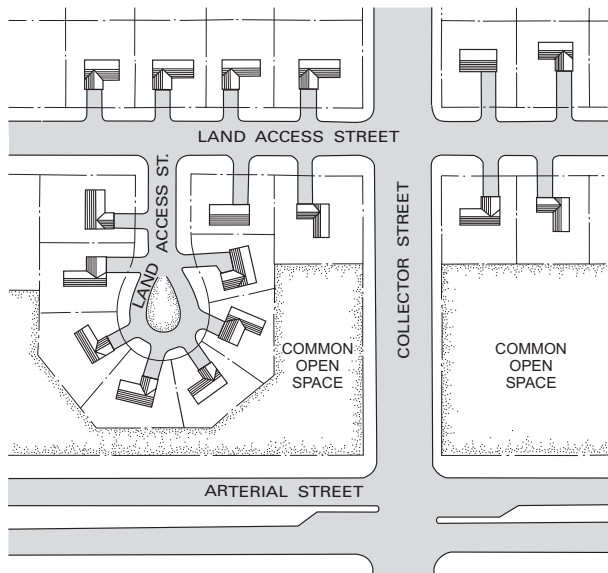 LAND ACCESS STREET
LAND ACCESS ST.
COLLECTOR STREET
COMMON
OPEN
SPACE
COMMON
OPEN
SPACE
ARTERIAL STREET